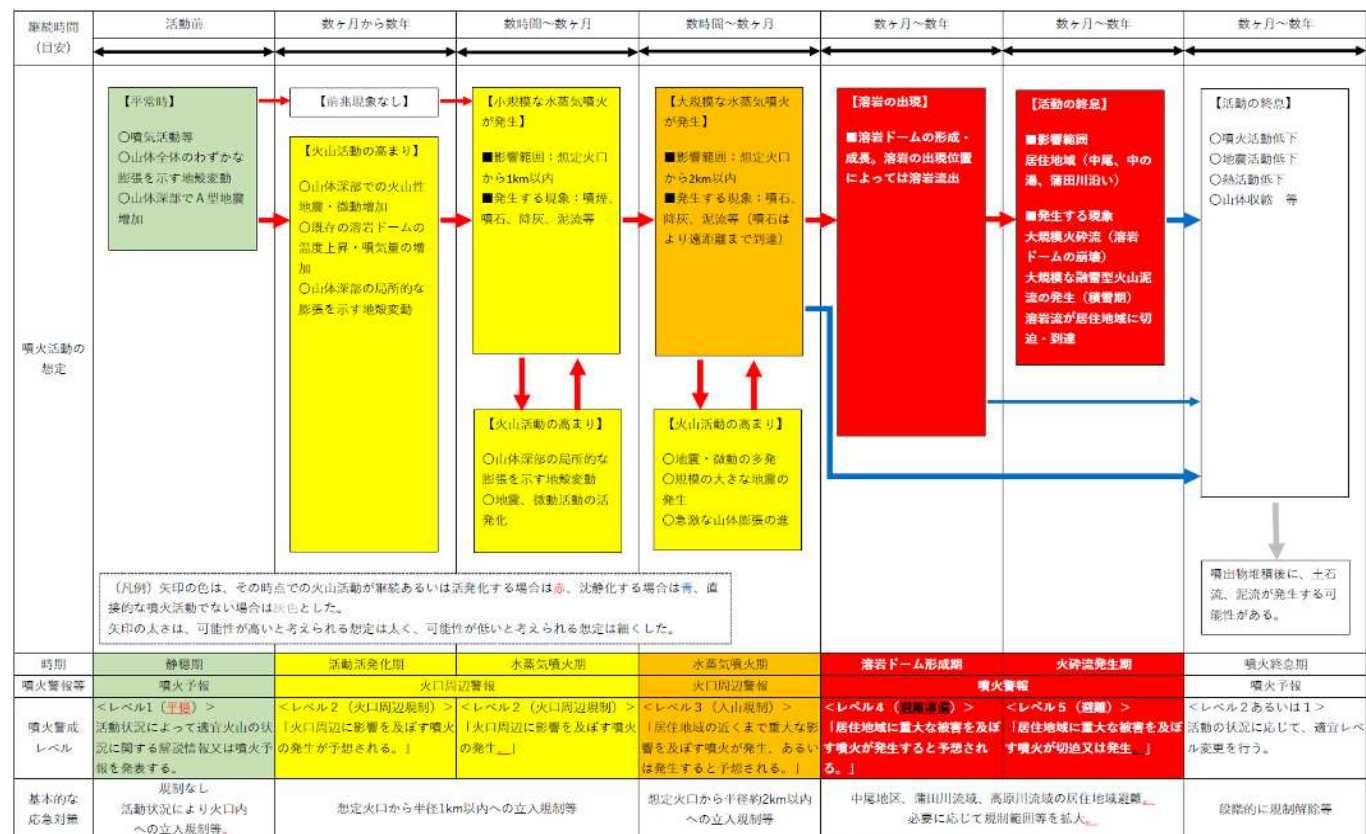 継続時間
(目安)
活動前
数ヶ月から数年
数時間～数ヶ月
数時間～数ヶ月
数ヶ月～数年
数ヶ月～数年
数ヶ月～数年
噴火活動の
想定
【平常時】
〇噴気活動等
〇山体全体のわずかな
膨張を示す地殻変動
〇山体深部でA型地震
増加
【前兆現象なし】
【火山活動の高まり】
〇山体深部での火山性
地震・微動増加
〇既存の溶岩ドームの
温度上昇・噴気量の増
加
〇山体深部の局所的な
膨張を示す地殻変動
【小規模な水蒸気噴火
が発生】
■影響範囲：想定火口
から1km以内
■発生する現象：噴煙、
噴石、降灰、泥流等
【火山活動の高まり】
〇山体深部の局所的な
膨張を示す地殻変動
〇地震、微動活動の活
発化
【大規模な水蒸気噴火
が発生】
■影響範囲：想定火口
から2km以内
■発生する現象：噴石、
降灰、泥流等（噴石は
より遠距離まで到達）
【火山活動の高まり】
〇地震・微動の多発
〇規模の大きな地震の
発生
〇急激な山体膨張の進
【溶岩の出現】
■溶岩ドームの形成・
成長。溶岩の出現位置
によっては溶岩流出
【活動の終息】
■影響範囲
居住地域（中尾、中の
湯、蒲田川沿い）
■発生する現象
大規模火砕流（溶岩
ドームの崩壊）
大規模な融雪型火山泥
流の発生（積雪期）
溶岩流が居住地域に切
迫・到達
【活動の終息】
〇噴火活動低下
〇地震活動低下
〇熱活動低下
〇山体収縮 等
噴出物堆積後に、土石
流、泥流が発生する可
能性がある。
（凡例）矢印の色は、その時点での火山活動が継続あるいは活発化する場合は赤、沈静化する場合は青、直
接的な噴火活動でない場合は灰色とした。
矢印の太さは、可能性が高いと考えられる想定は太く、可能性が低いと考えられる想定は細くした。
時期
静穏期
活動活発化期
水蒸気噴火期
水蒸気噴火期
溶岩ドーム形成期
火砕流発生期
噴火終息期
噴火警報等
噴火予報
火口周辺警報
火口周辺警報
噴火警報
噴火予報
噴火警戒
レベル
＜レベル1（平穏）＞
活動状況によって適宜火山の状
況に関する解説情報又は噴火予
報を発表する。
＜レベル２（火口周辺規制）＞
「火口周辺に影響を及ぼす噴火
の発生が予想される。」
＜レベル２（火口周辺規制）＞
「火口周辺に影響を及ぼす噴火
の発生。」
＜レベル３（入山規制）＞
「居住地域の近くまで重大な影
響を及ぼす噴火が発生、あるい
は発生すると予想される。」
＜レベル４（避難準備）＞
「居住地域に重大な被害を及ぼ
す噴火が発生すると予想され
る。」
＜レベル５（避難）＞
「居住地域に重大な被害を及ぼ
す噴火が切迫又は発生。」
＜レベル２あるいは１＞
活動の状況に応じて、適宜レベ
ル変更を行う。
基本的な
応急対策
規制なし
活動状況により火口内
への立入規制等。
想定火口から半径1km以内への立入規制等
想定火口から半径約2km以内
への立入規制等
中尾地区、蒲田川流域、高原川流域の居住地域避難。
必要に応じて規制範囲等を拡大。
段階的に規制解除等